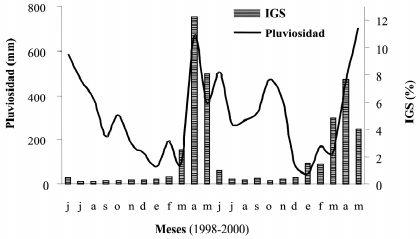 IGS
Pluviosidad
Pluviosidad (mm)
800
600
400
200
0
12
10
8
6
4
2
0
IGS (%)
j j a s o n d e f m a m j j a s o n d e f m a m
Meses (1998-2000)